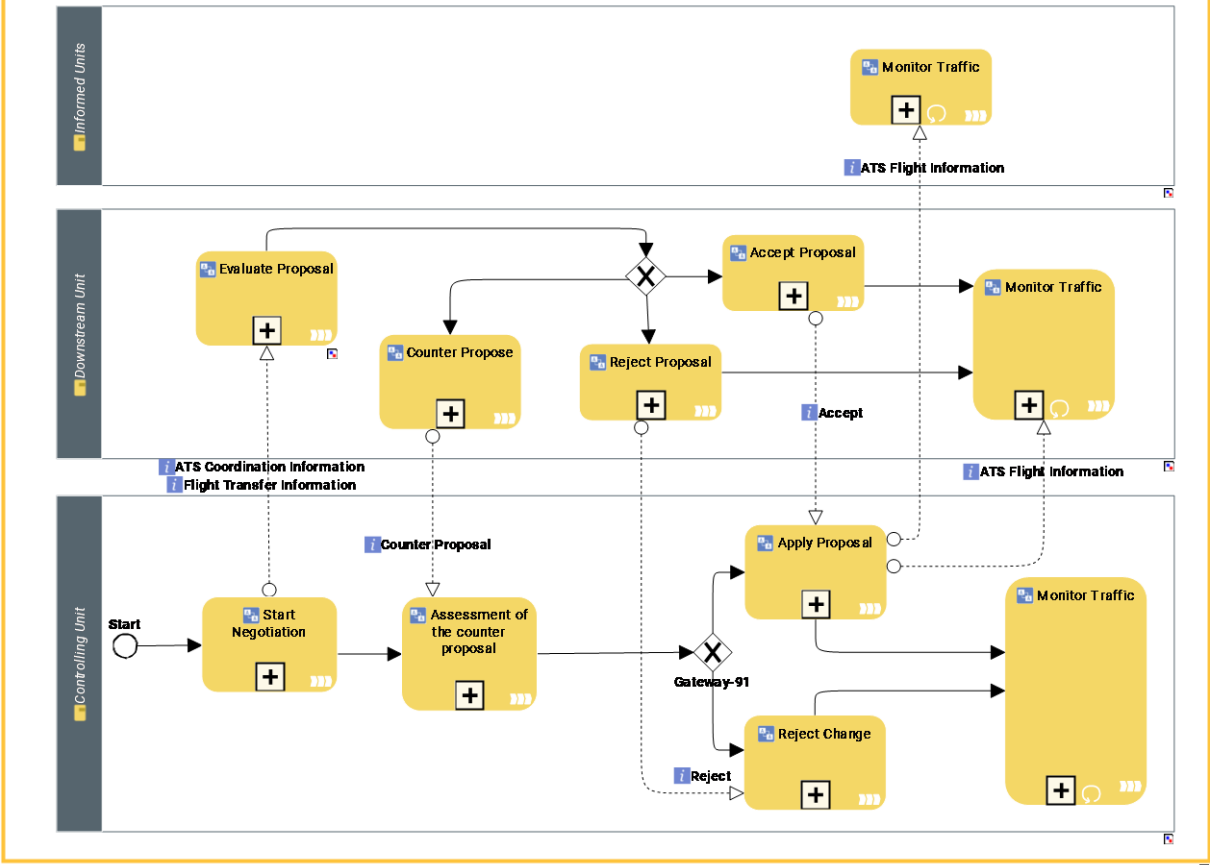 Informed Units
Monitor Traffic
ATS Flight Information
Downstream Unit
Evaluate Proposal
Accept Proposal
Monitor Traffic
Counter Propose
Reject Proposal
Accept
ATS Coordination Information
Flight Transfer Information
ATS Flight Information
Controlling Unit
Counter Proposal
Apply Proposal
Start
Start
Negotiation
Assessment of
the counter
proposal
Monitor Traffic
Gateway-91
Reject Change
Reject